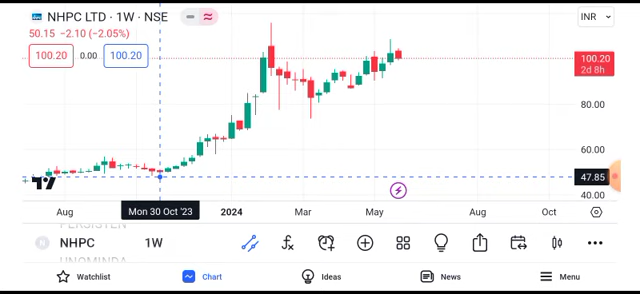 NHPC LTD · 1W · NSE
INR
50.15 −2.10 (−2.05%)
100.20 0.00 100.20
100.20
2d 8h
80.00
60.00
47.85
40.00
Aug Mon 30 Oct '23 2024 Mar May Aug Oct
PERSISTEN
N NHPC 1W
UNOMINDA
Watchlist Chart Ideas News Menu